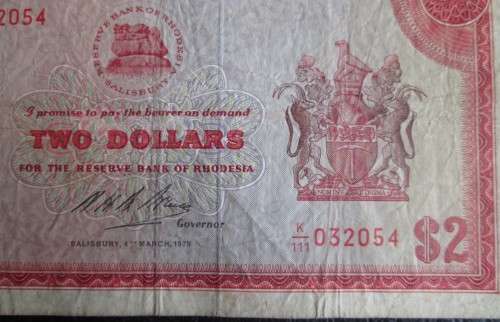 2054
RESERVE BANK OF RHODESIA
SALISBURY
I promise to pay the bearer on demand
TWO DOLLARS
FOR THE RESERVE BANK OF RHODESIA
Governor
SALISBURY, 4TH MARCH, 1975
K/111 032054 $2